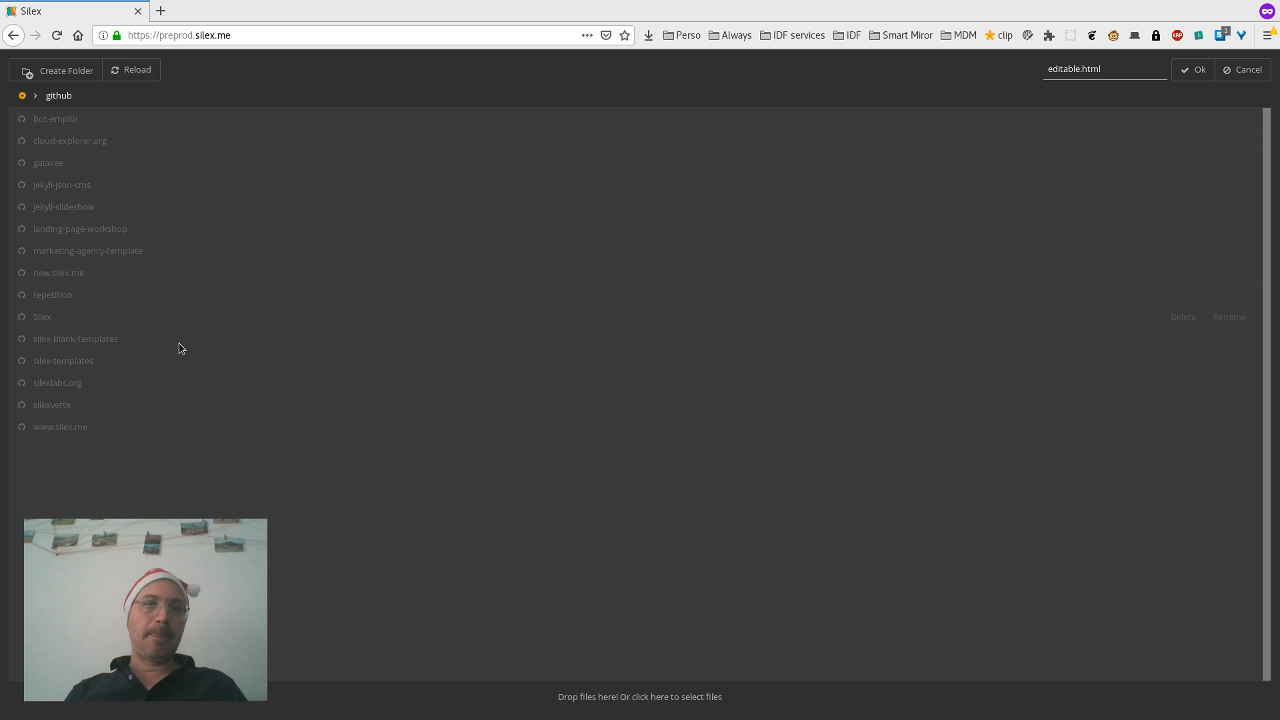 Silex
https://preprod.silex.me
Perso
Always
IDF services
IDF
Smart Miror
MDM
clip
Create Folder
Reload
editable.html
Ok
Cancel
github
bot-emploi
cloud-explorer.org
galaxee
jekyll-json-cms
jekyll-slideshow
landing-page-workshop
marketing-agency-template
new.silex.me
repetition
Silex
Delete
Rename
silex-blank-templates
silex-templates
silexlabs.org
silexvette
www.silex.me
Drop files here! Or click here to select files